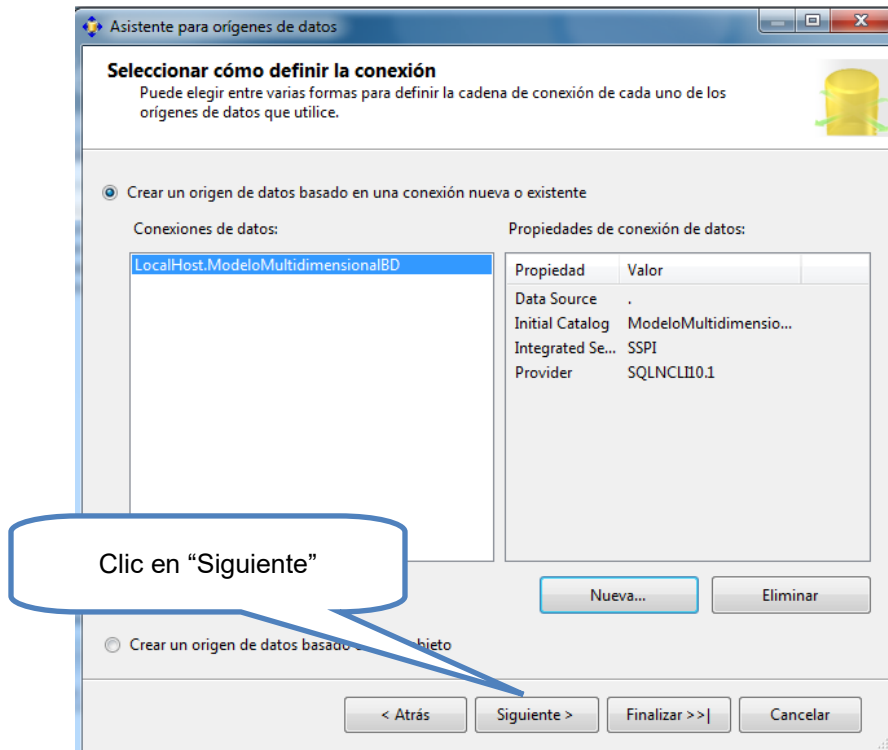 Asistente para orígenes de datos
Seleccionar cómo definir la conexión
Puede elegir entre varias formas para definir la cadena de conexión de cada uno de los
orígenes de datos que utilice.
Crear un origen de datos basado en una conexión nueva o existente
Conexiones de datos:
Propiedades de conexión de datos:
LocalHost.ModeloMultidimensionalBD
Propiedad Valor
Data Source .
Initial Catalog ModeloMultidimensio...
Integrated Se... SSPI
Provider SQLNCLI10.1
Clic en “Siguiente”
Nueva... Eliminar
Crear un origen de datos basado
< Atrás Siguiente > Finalizar >>| Cancelar